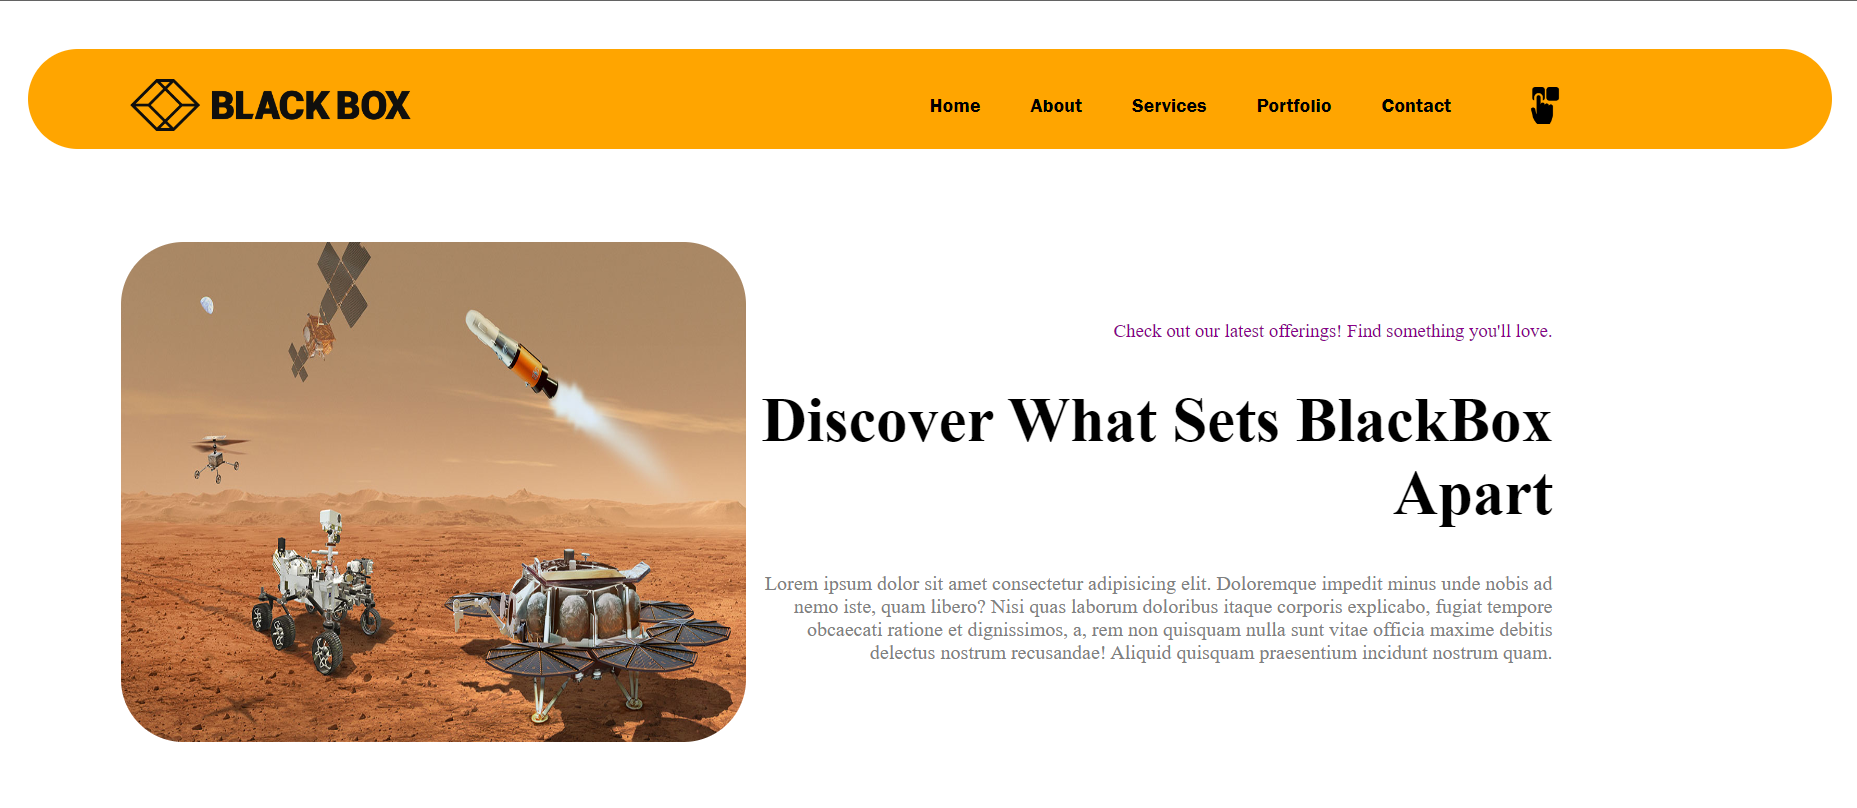 BLACK BOX
Home About Services Portfolio Contact
Check out our latest offerings! Find something you'll love.
Discover What Sets BlackBox
Apart
Lorem ipsum dolor sit amet consectetur adipisicing elit. Doloremque impedit minus unde nobis ad
nemo iste, quam libero? Nisi quas laborum doloribus itaque corporis explicabo, fugiat tempore
obcaecati ratione et dignissimos, a, rem non quisquam nulla sunt vitae officia maxime debitis
delectus nostrum recusandae! Aliquid quisquam praesentium incidunt nostrum quam.